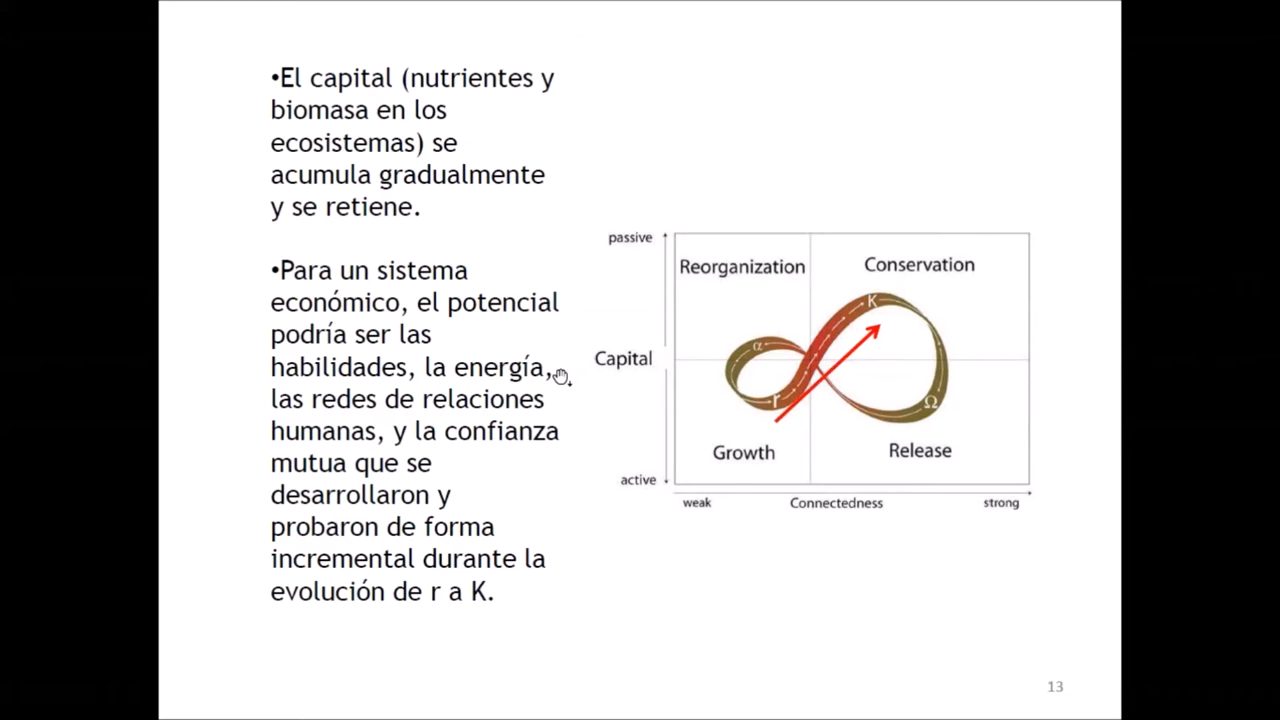 •El capital (nutrientes y
biomasa en los
ecosistemas) se
acumula gradualmente
y se retiene.
•Para un sistema
económico, el potencial
podría ser las
habilidades, la energía,
las redes de relaciones
humanas, y la confianza
mutua que se
desarrollaron y
probaron de forma
incremental durante la
evolución de r a K.
passive
Reorganization
Conservation
K
α
Capital
r
Ω
Growth
Release
active
weak
Connectedness
strong
13